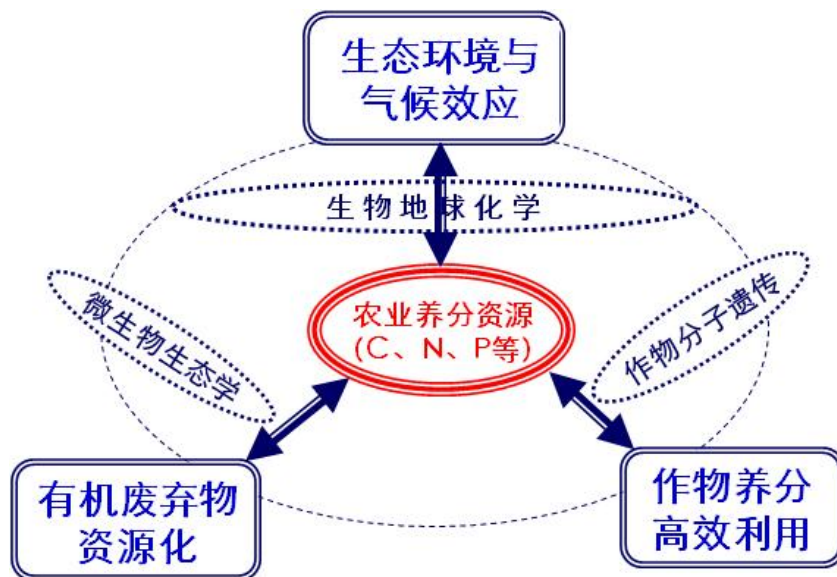 生态环境与
气候效应
生物地球化学
农业养分资源
(C、N、P等)
微生物生态学
作物分子遗传
有机废弃物
资源化
作物养分
高效利用